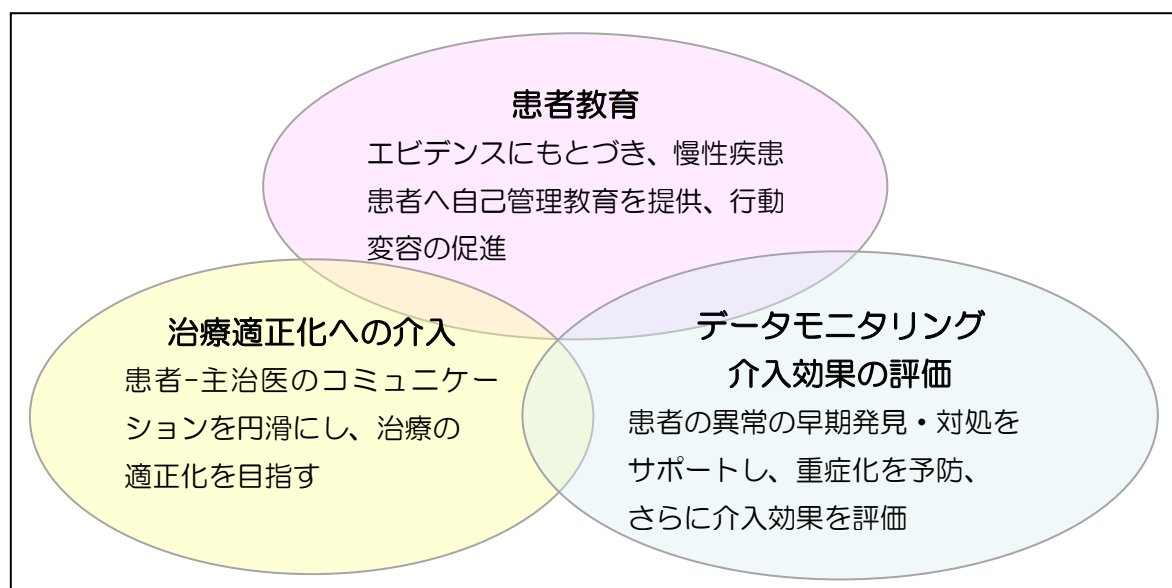 患者教育
エビデンスにもとづき、慢性疾患
患者へ自己管理教育を提供、行動
変容の促進
治療適正化への介入
患者-主治医のコミュニケー
ションを円滑にし、治療の
適正化を目指す
データモニタリング
介入効果の評価
患者の異常の早期発見・対処を
サポートし、重症化を予防、
さらに介入効果を評価